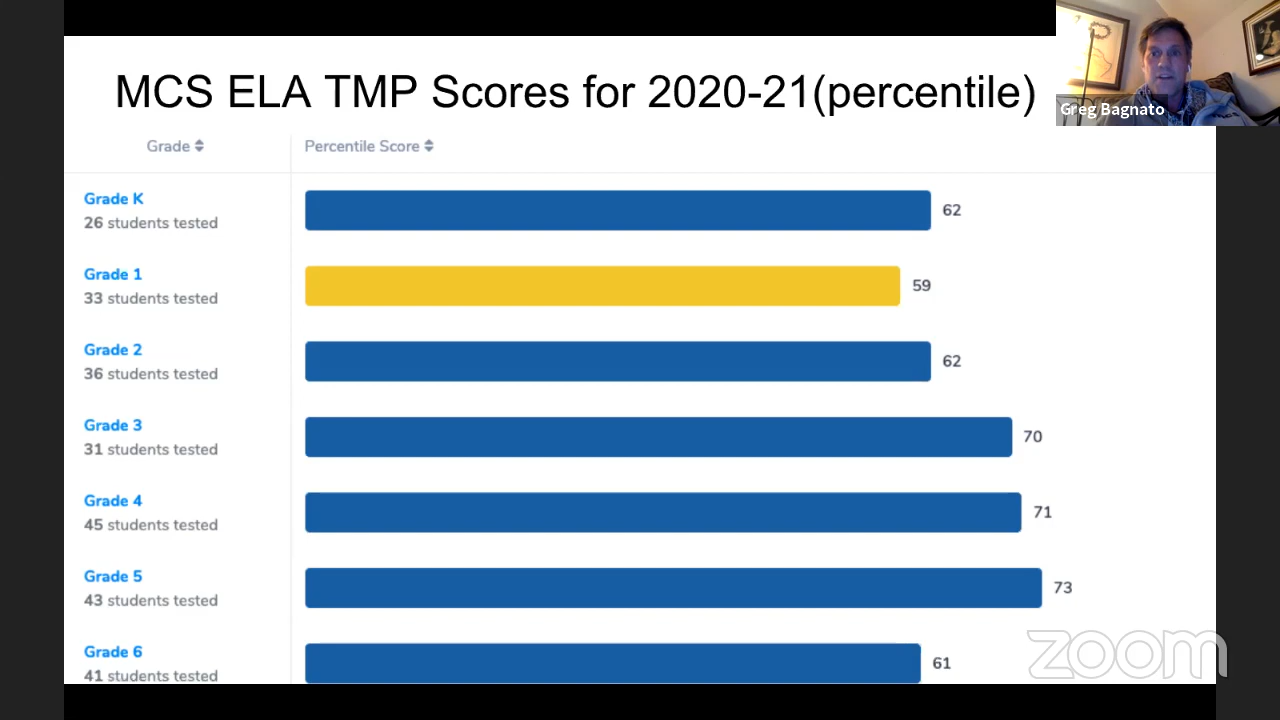 MCS ELA TMP Scores for 2020-21(percentile)
Greg Bagnato
Grade
Percentile Score
Grade K
26 students tested
62
Grade 1
33 students tested
59
Grade 2
36 students tested
62
Grade 3
31 students tested
70
Grade 4
45 students tested
71
Grade 5
43 students tested
73
Grade 6
41 students tested
61
zoom